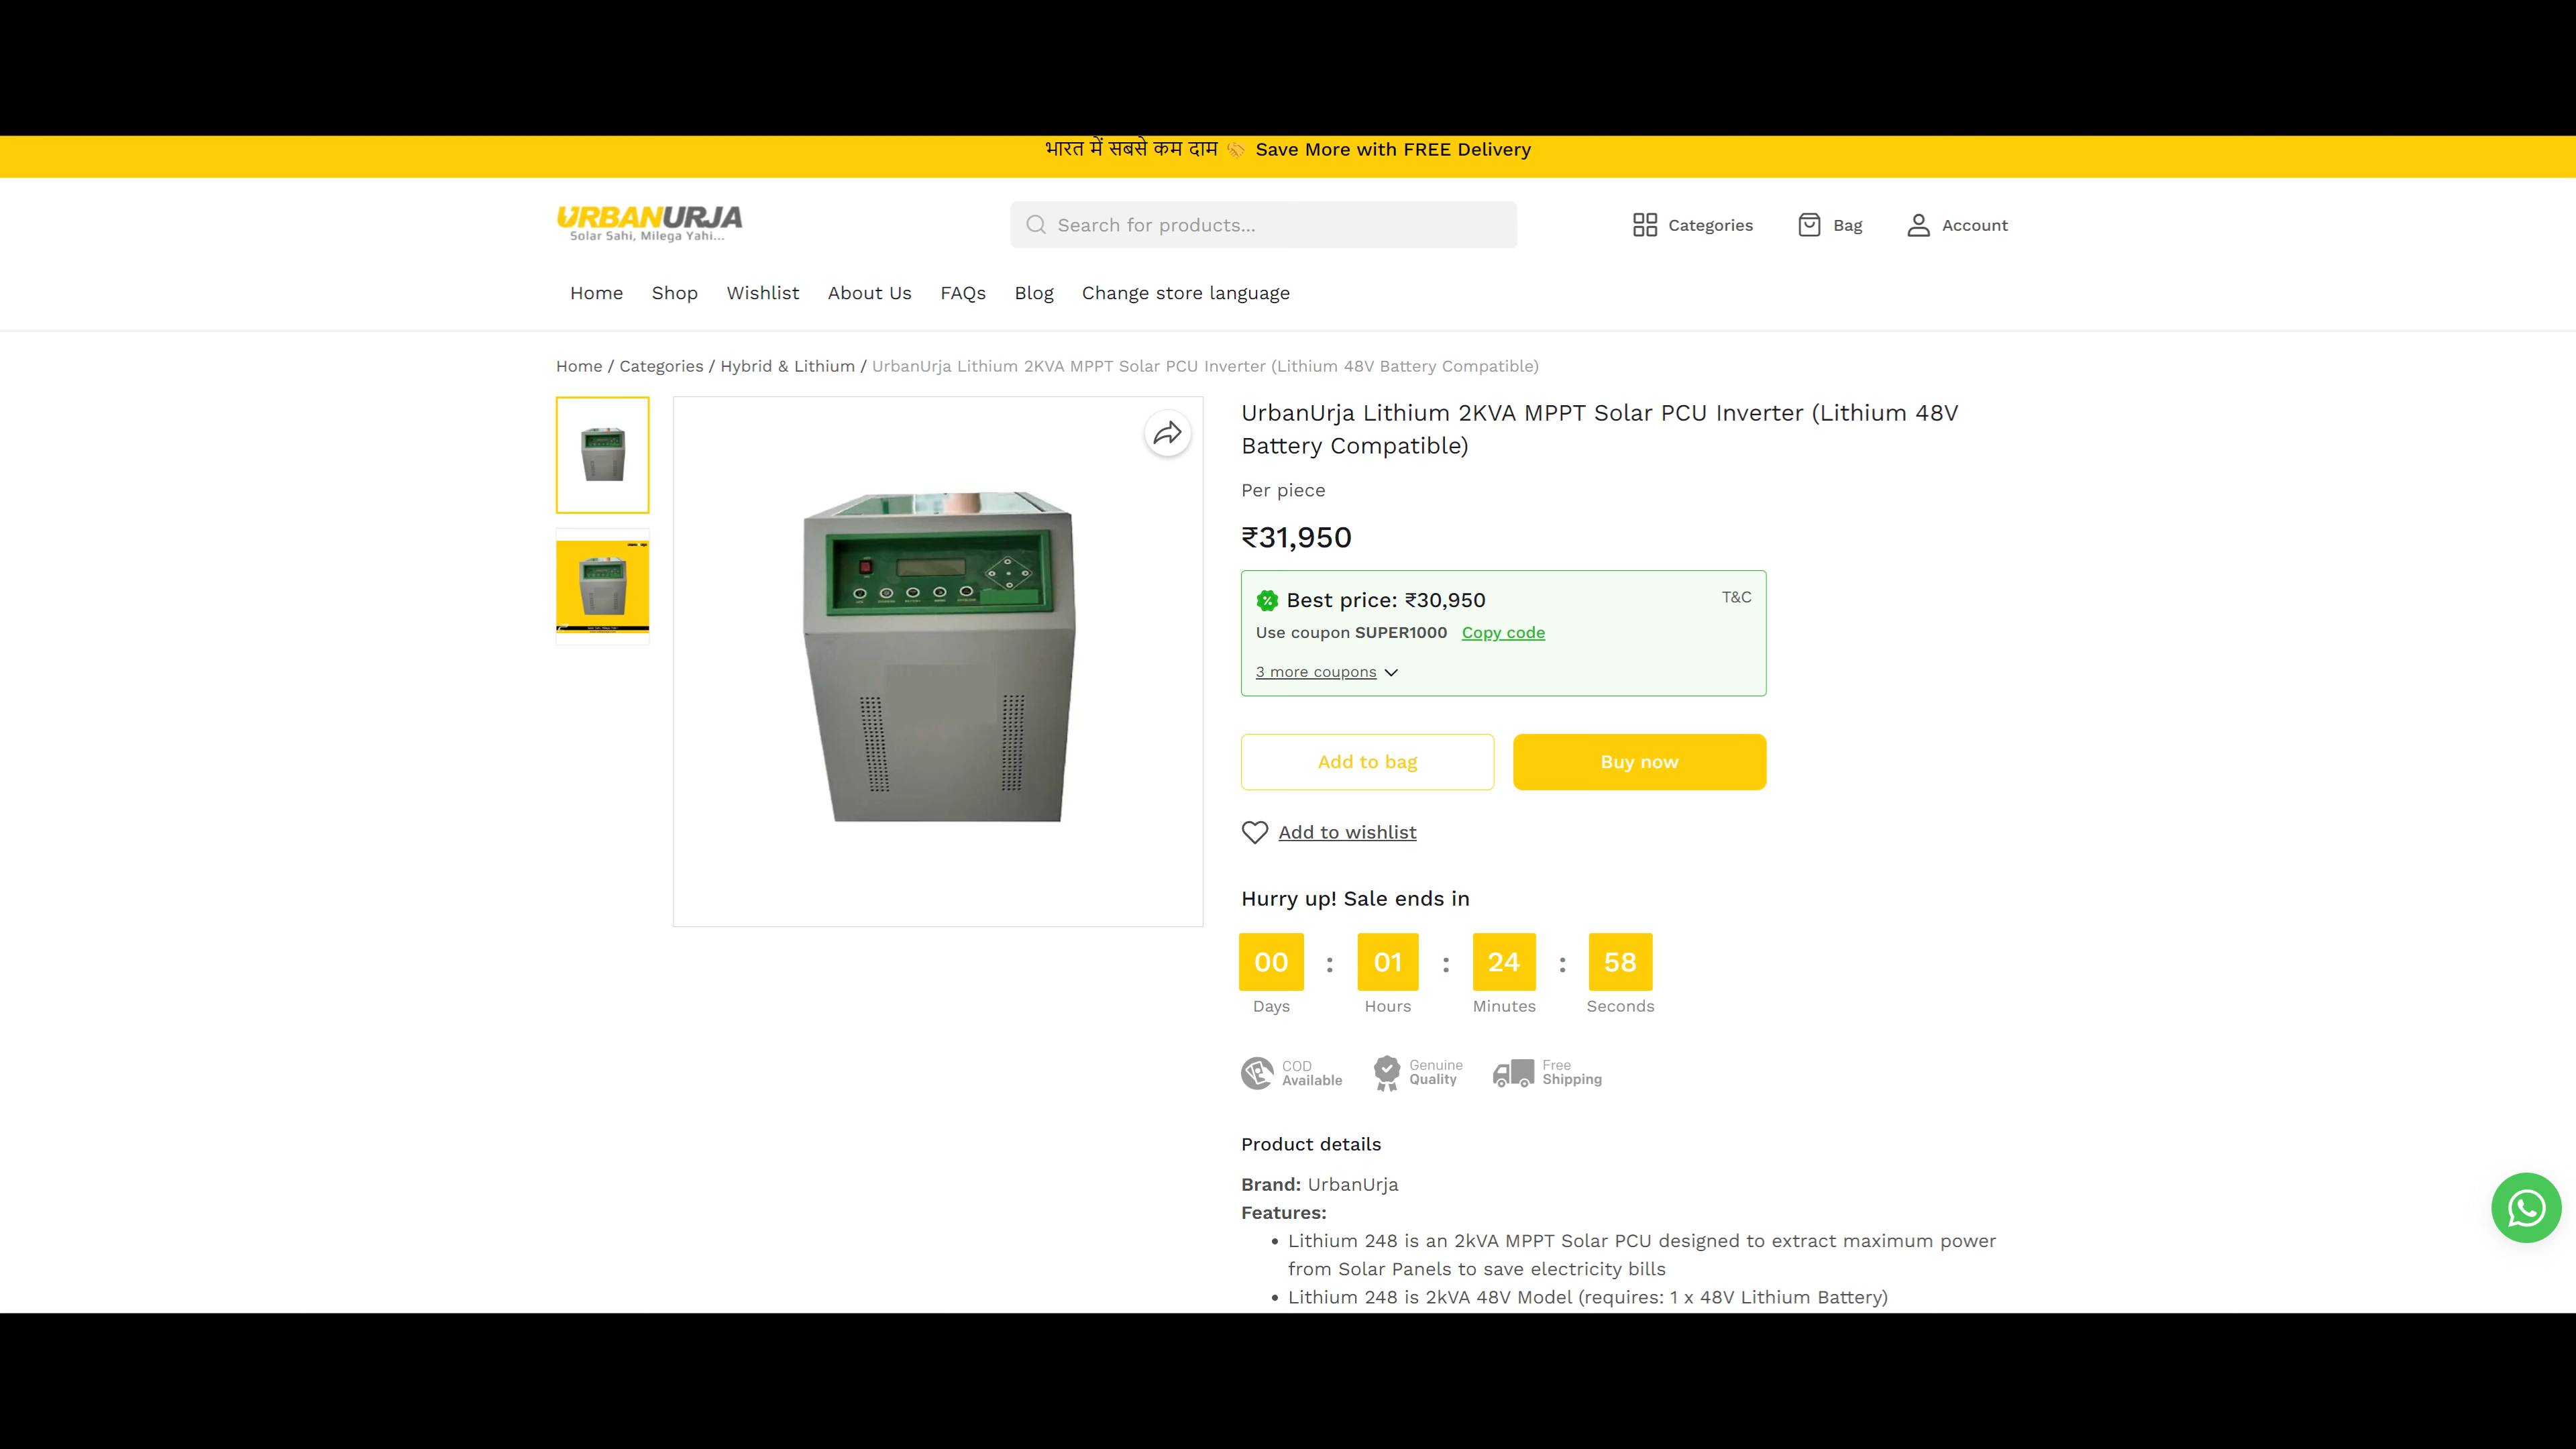 भारत में सबसे कम दाम 🤝 Save More with FREE Delivery
URBANURJA
Solar Sahi, Milega Yahi...
Search for products...
Categories
Bag
Account
Home
Shop
Wishlist
About Us
FAQs
Blog
Change store language
Home / Categories / Hybrid & Lithium / UrbanUrja Lithium 2KVA MPPT Solar PCU Inverter (Lithium 48V Battery Compatible)
UrbanUrja Lithium 2KVA MPPT Solar PCU Inverter (Lithium 48V
Battery Compatible)
Per piece
₹31,950
Best price: ₹30,950
T&C
Use coupon SUPER1000 Copy code
3 more coupons
Add to bag
Buy now
Add to wishlist
Hurry up! Sale ends in
00 : 01 : 24 : 58
Days Hours Minutes Seconds
COD
Available
Genuine
Quality
Free
Shipping
Product details
Brand: UrbanUrja
Features:
• Lithium 248 is an 2kVA MPPT Solar PCU designed to extract maximum power
from Solar Panels to save electricity bills
• Lithium 248 is 2kVA 48V Model (requires: 1 x 48V Lithium Battery)